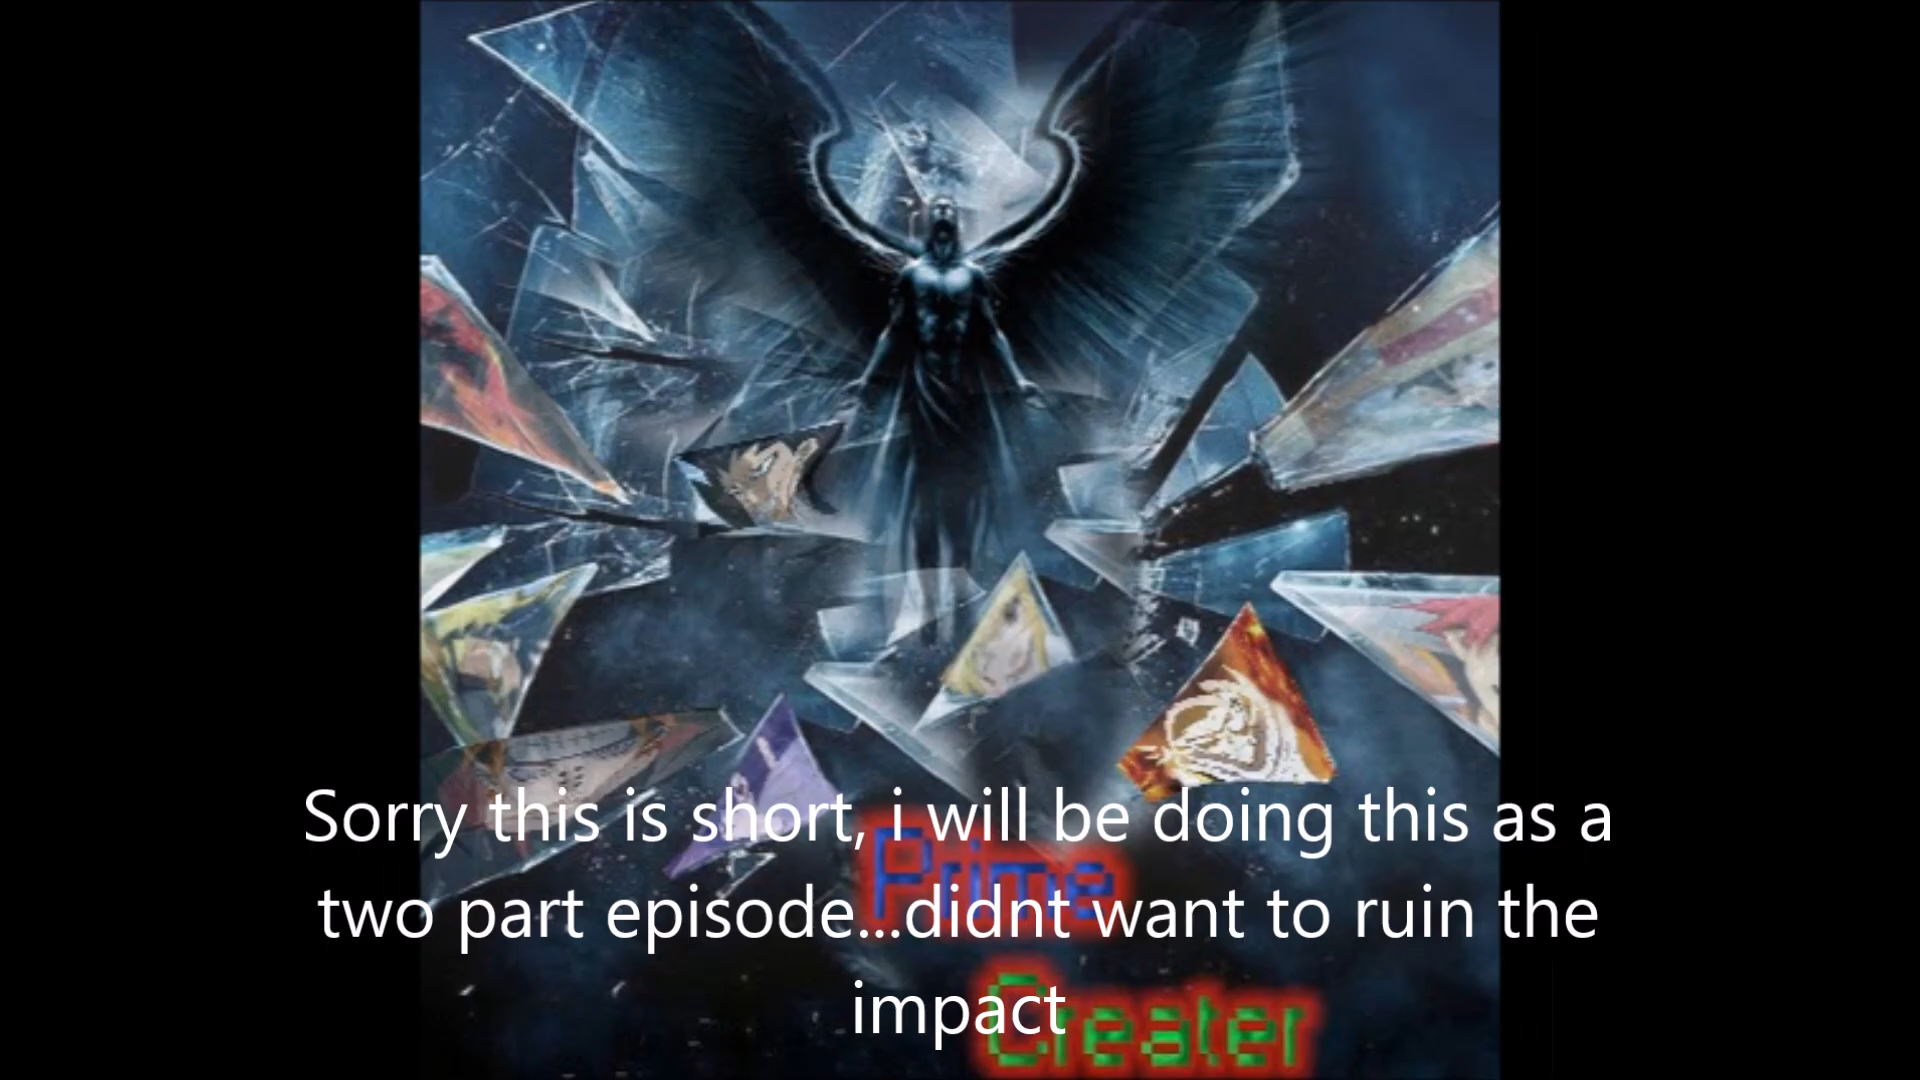 Sorry this is short, i will be doing this as a
Prime
two part episode...didnt want to ruin the
impact
Creater